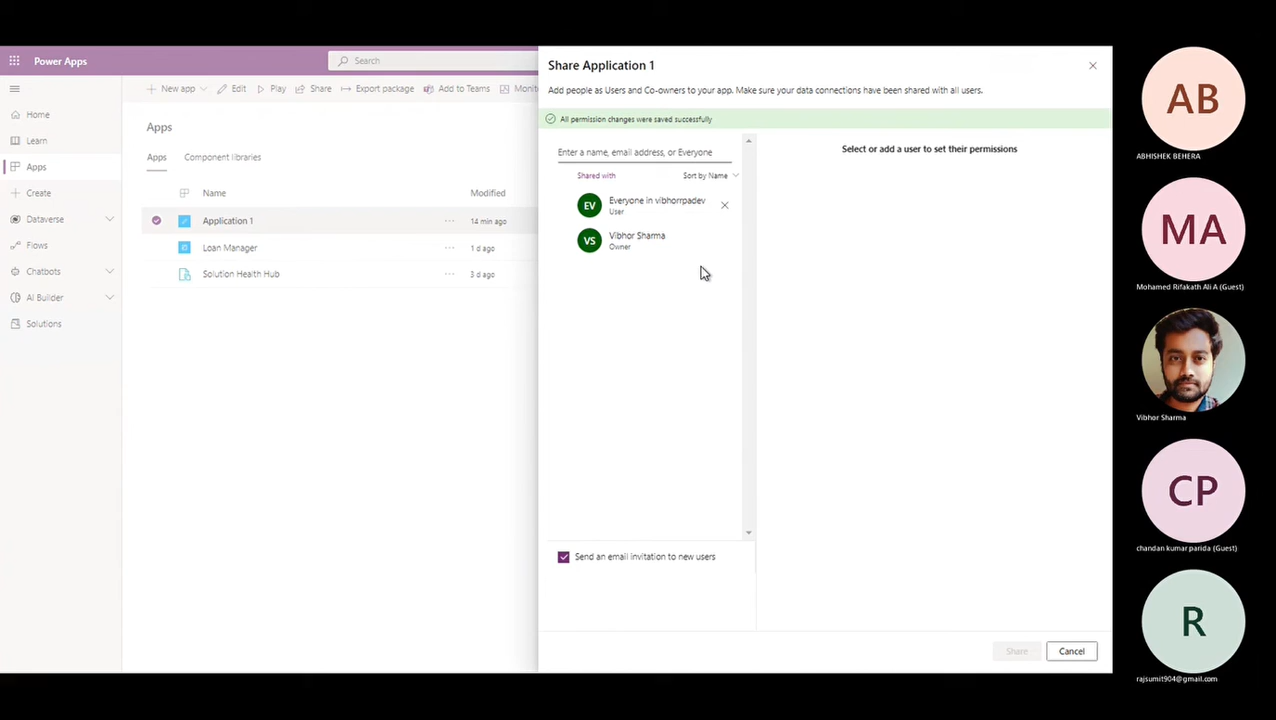 Power Apps
Search
Share Application 1
Add people as Users and Co-owners to your app. Make sure your data connections have been shared with all users.
All permission changes were saved successfully
New app
Edit
Play
Share
Export package
Add to Teams
Monit
Home
Learn
Apps
Create
Dataverse
Flows
Chatbots
AI Builder
Solutions
Apps
Apps
Component libraries
Name
Modified
Application 1
14 min ago
Loan Manager
1 d ago
Solution Health Hub
3 d ago
Enter a name, email address, or Everyone
Shared with
Sort by Name
EV
Everyone in vibhorrpadev
User
VS
Vibhor Sharma
Owner
Select or add a user to set their permissions
Send an email invitation to new users
Share
Cancel
AB
ABHISHEK BEHERA
MA
Mohamed Rifakath Ali A (Guest)
Vibhor Sharma
CP
chandan kumar parida (Guest)
R
rajsumit904@gmail.com